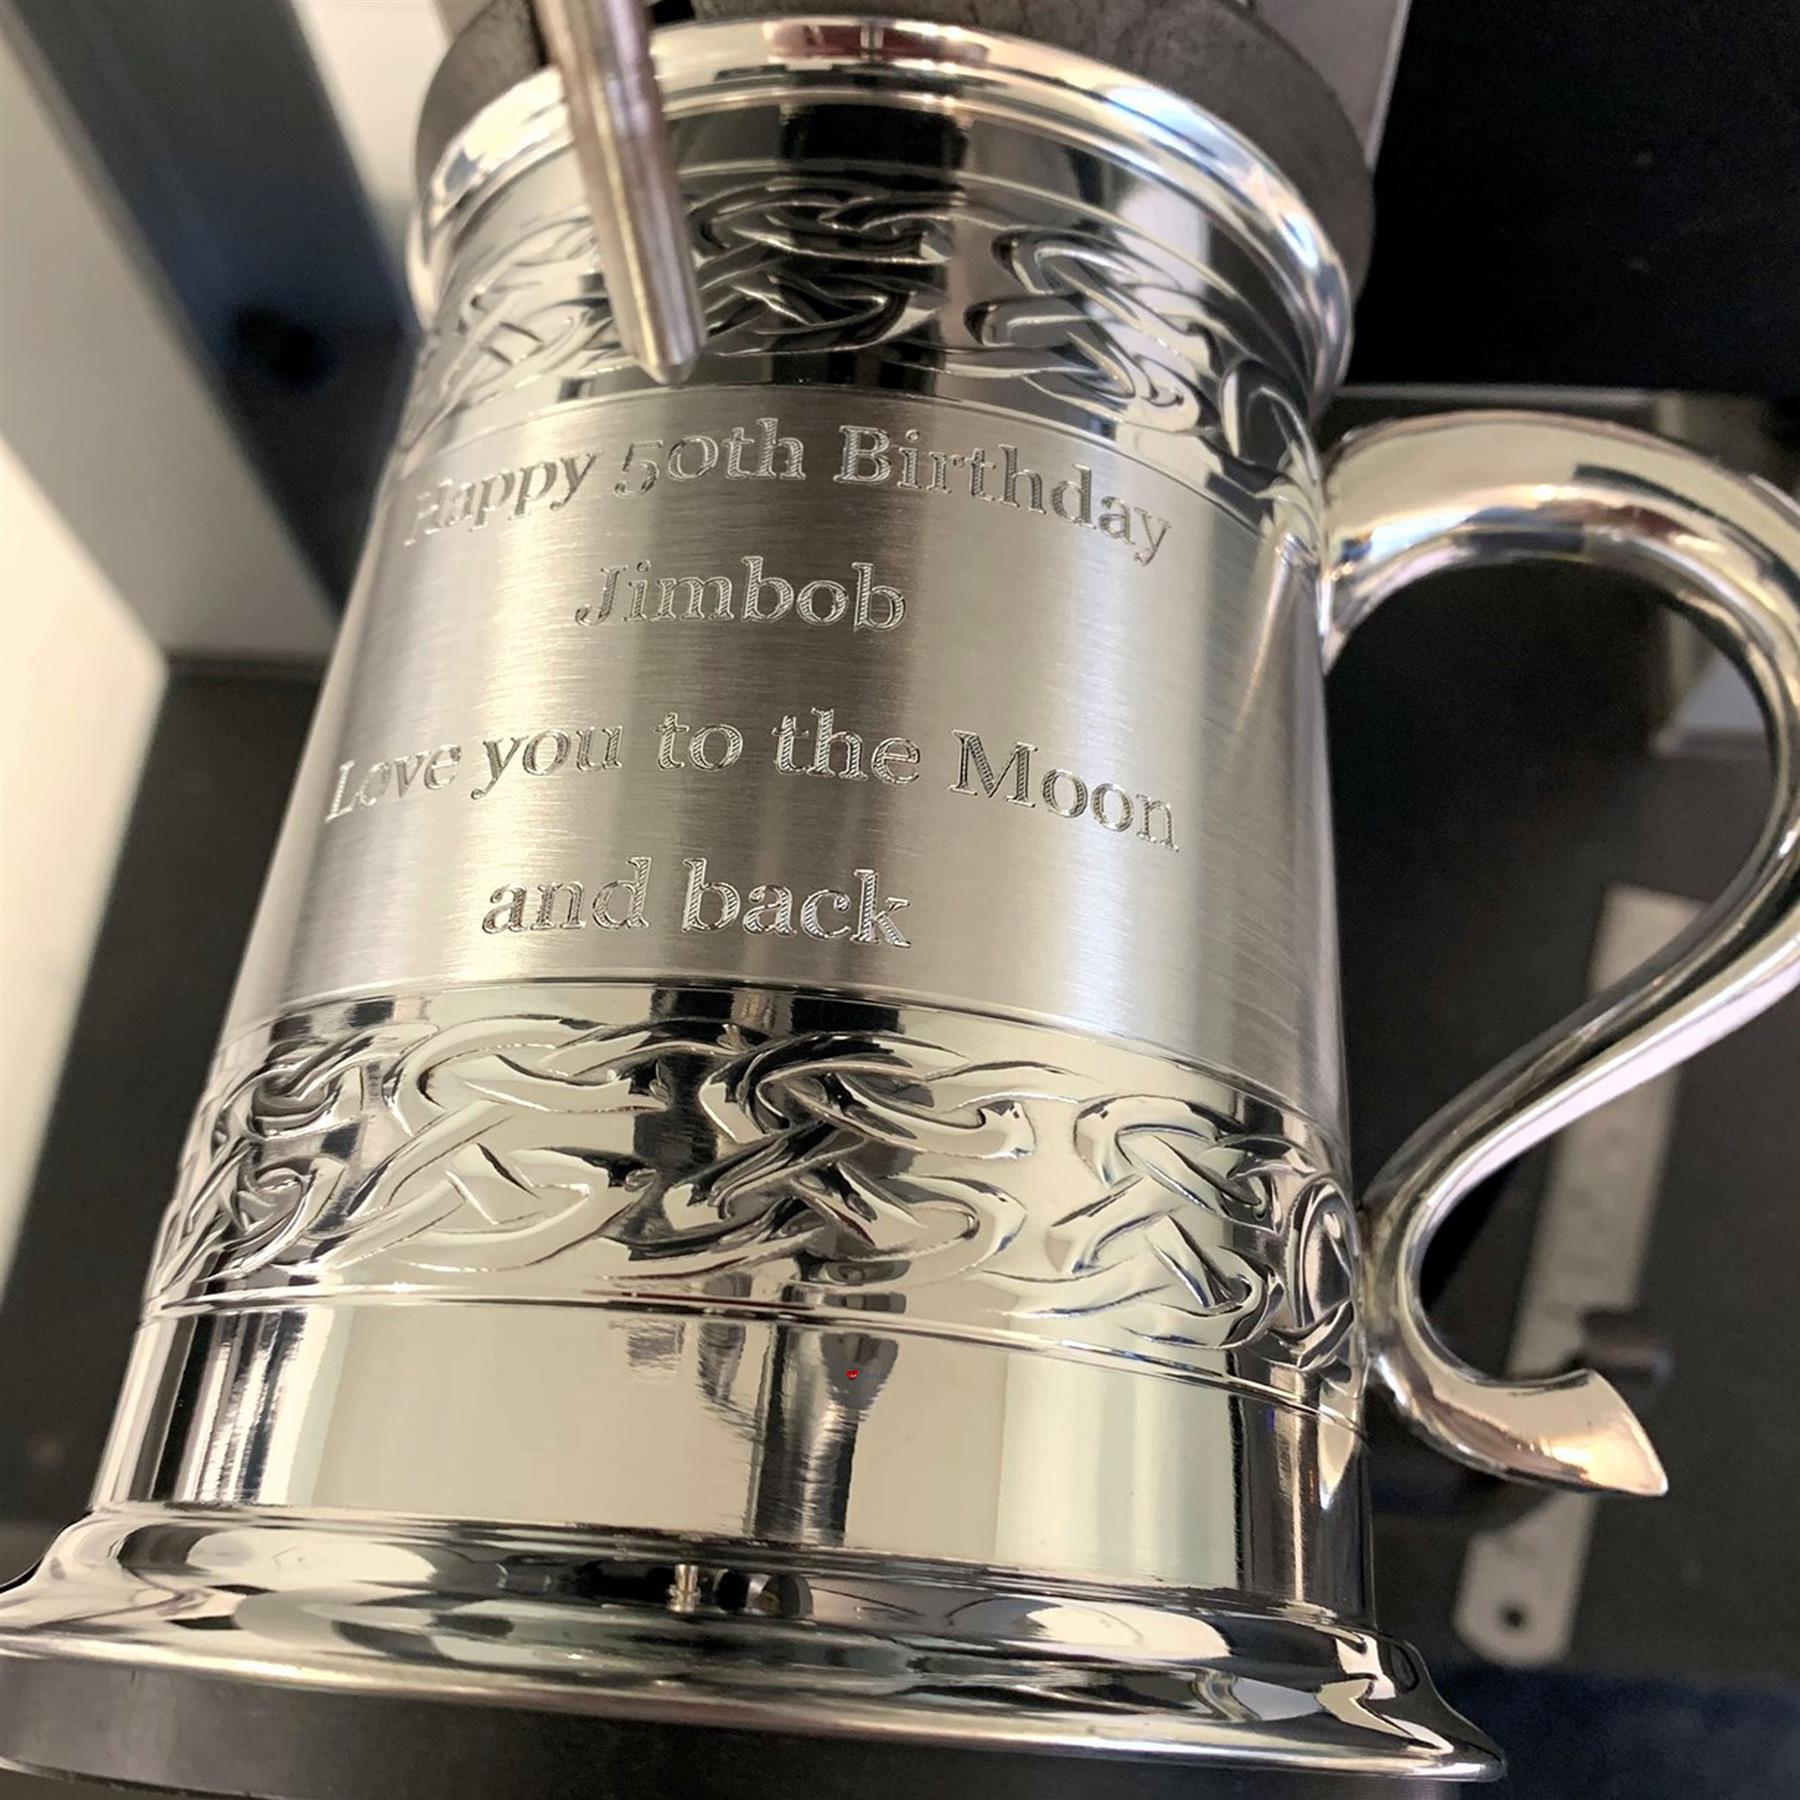 Happy 50th Birthday
Jimbob
Love you to the Moon
and back